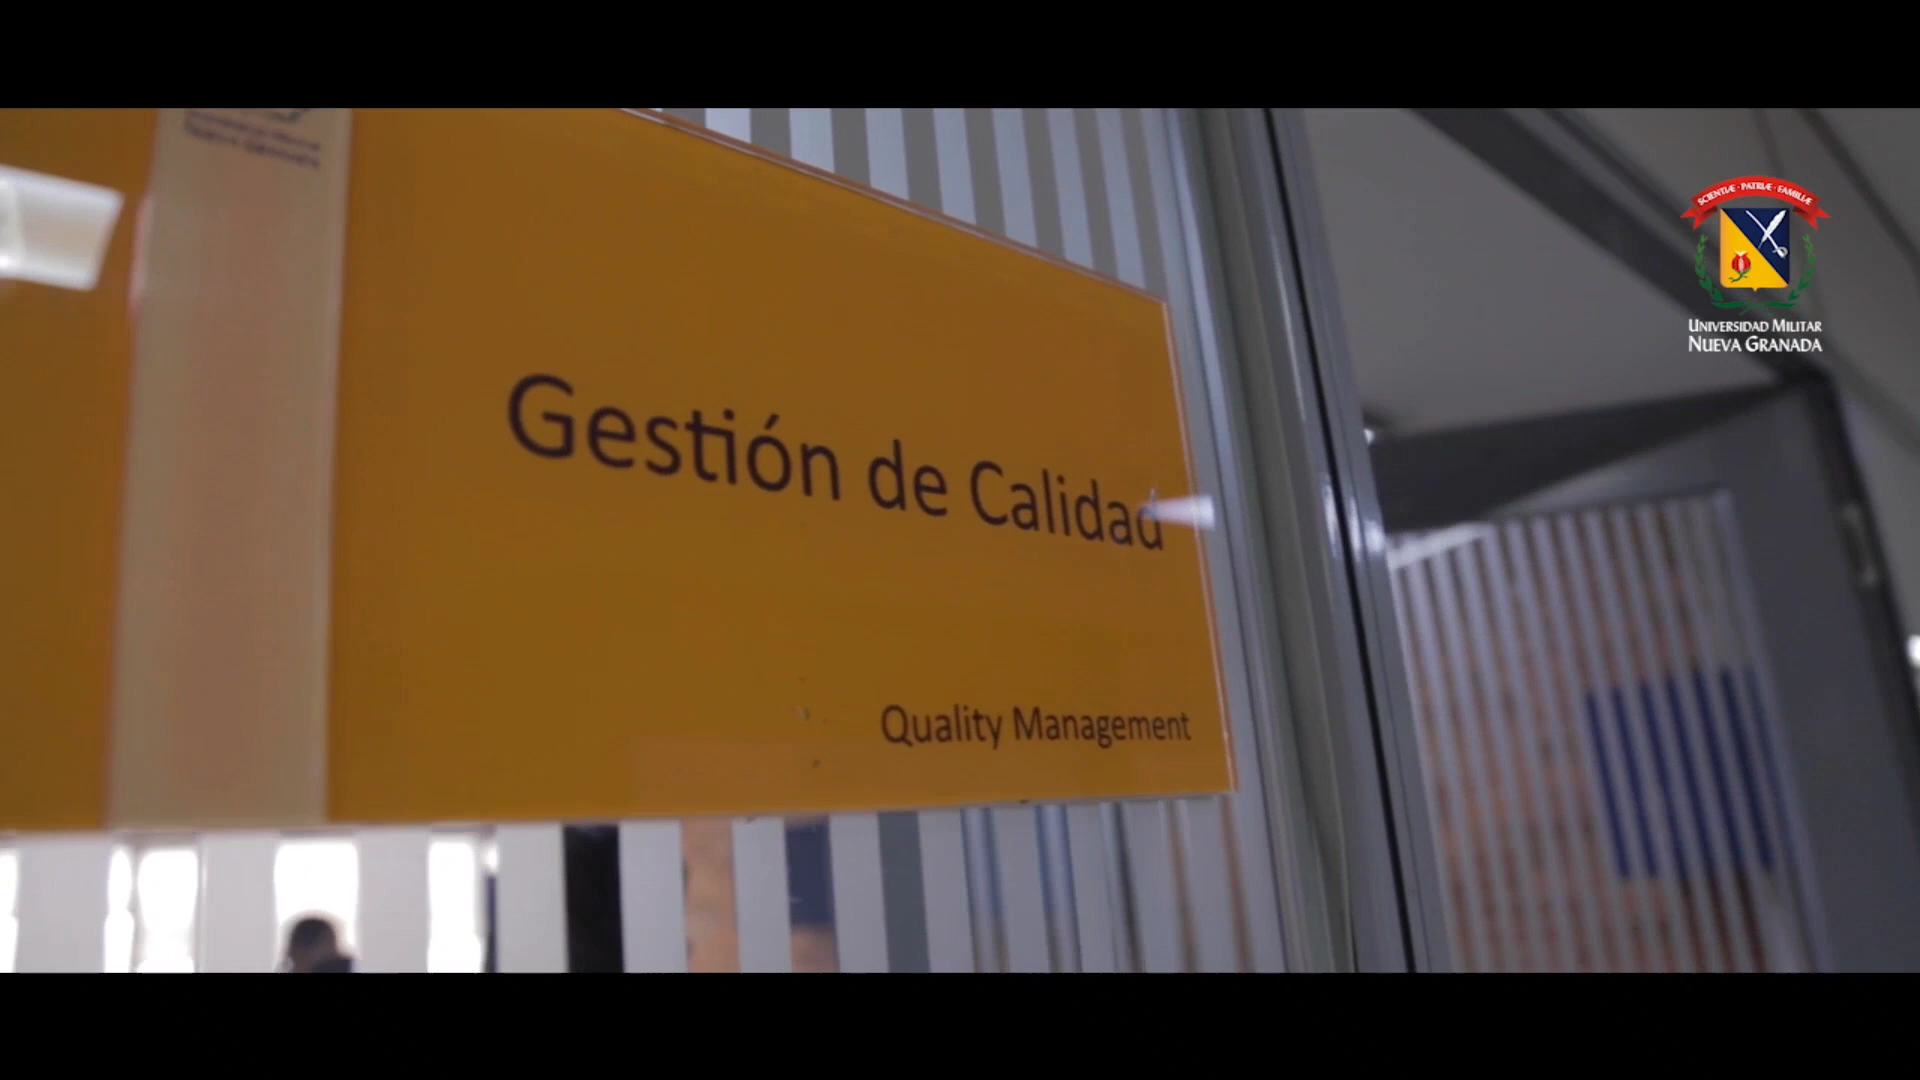 SCIENTIÆ · PATRIÆ · FAMILIÆ
UNIVERSIDAD MILITAR
NUEVA GRANADA
Gestión de Calidad
Quality Management